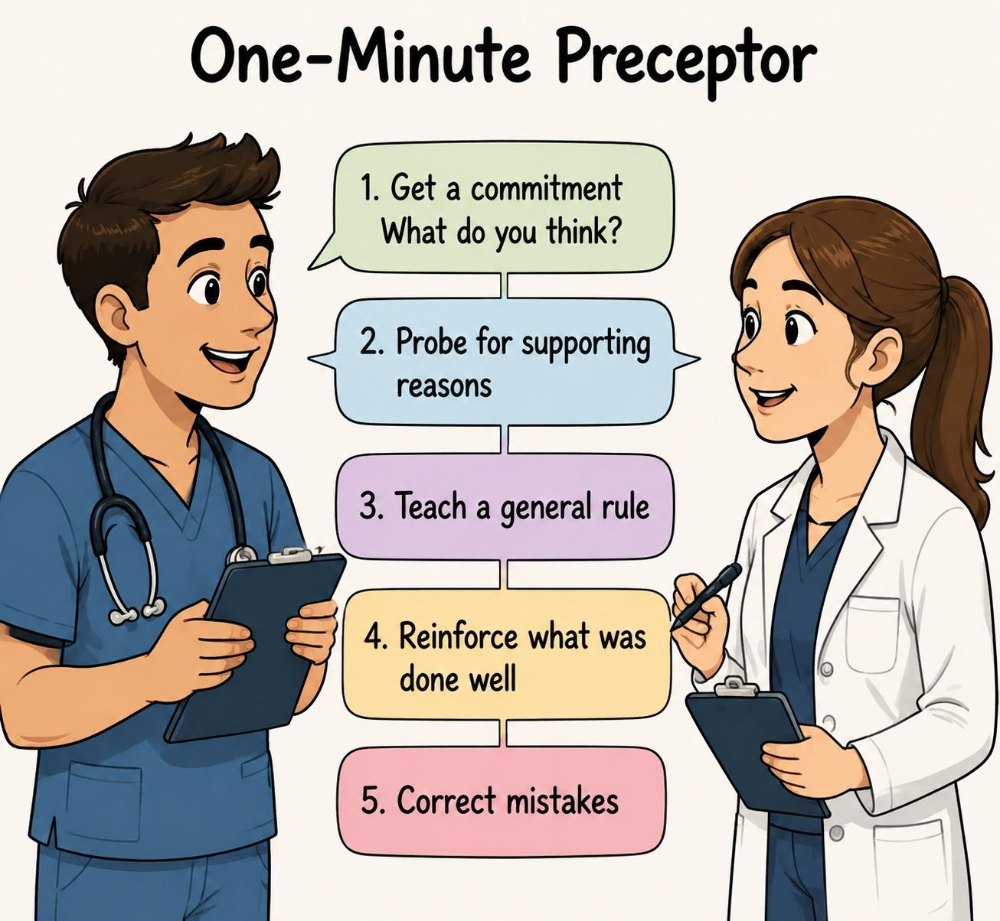 One-Minute Preceptor
1. Get a commitment
What do you think?
2. Probe for supporting
reasons
3. Teach a general rule
4. Reinforce what was
done well
5. Correct mistakes